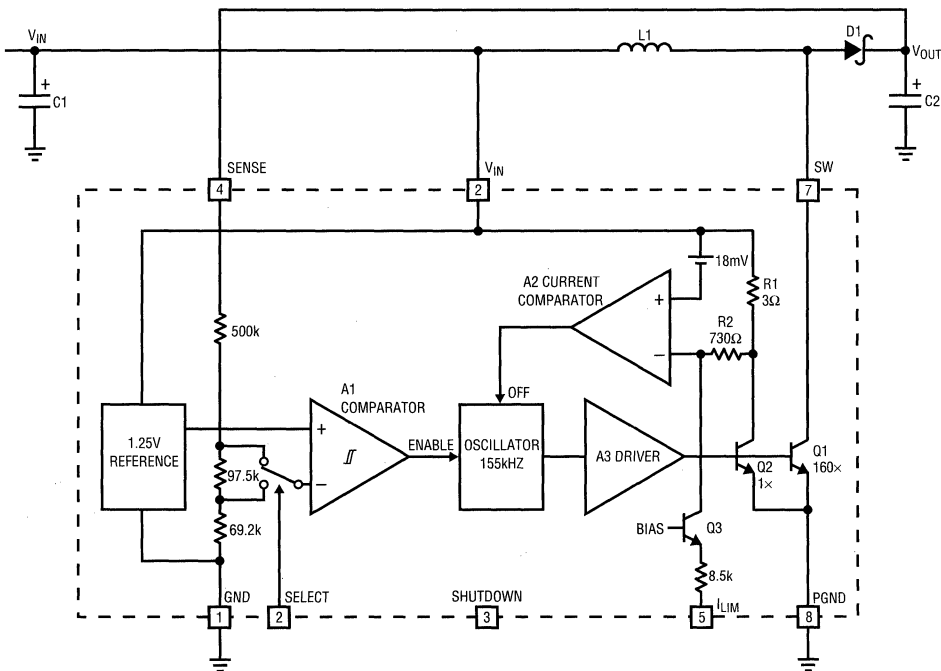 VIN
L1
D1
VOUT
+
C1
+
C2
SENSE
4
VIN
2
SW
7
18mV
A2 CURRENT
COMPARATOR
+
−
R1
3Ω
R2
730Ω
500k
A1
COMPARATOR
OFF
1.25V
REFERENCE
+
−
ENABLE
OSCILLATOR
155kHZ
A3 DRIVER
97.5k
69.2k
Q2
1×
Q1
160×
BIAS
Q3
8.5k
GND
1
SELECT
2
SHUTDOWN
3
ILIM
5
PGND
8